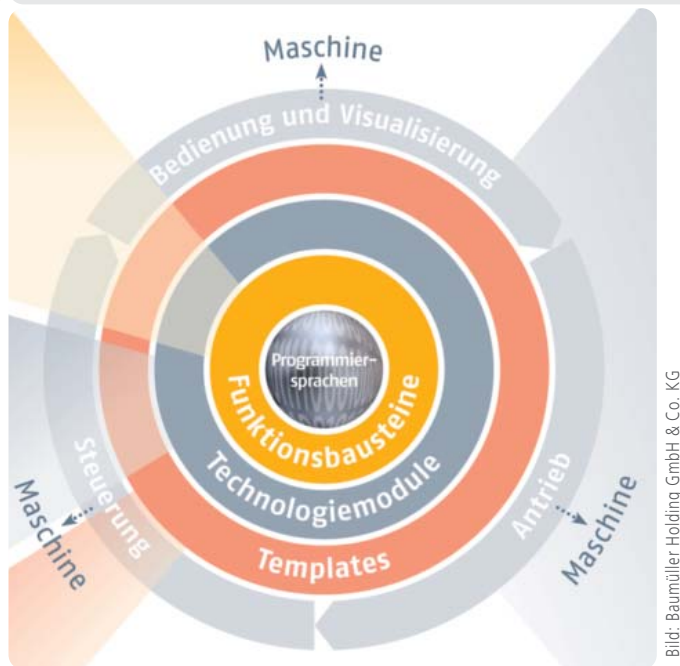 Maschine
Bedienung und Visualisierung
Programmier-
sprachen
Funktionsbausteine
Technologiemodule
Templates
Steuerung
Maschine
Antrieb
Maschine
Bild: Baumüller Holding GmbH & Co. KG